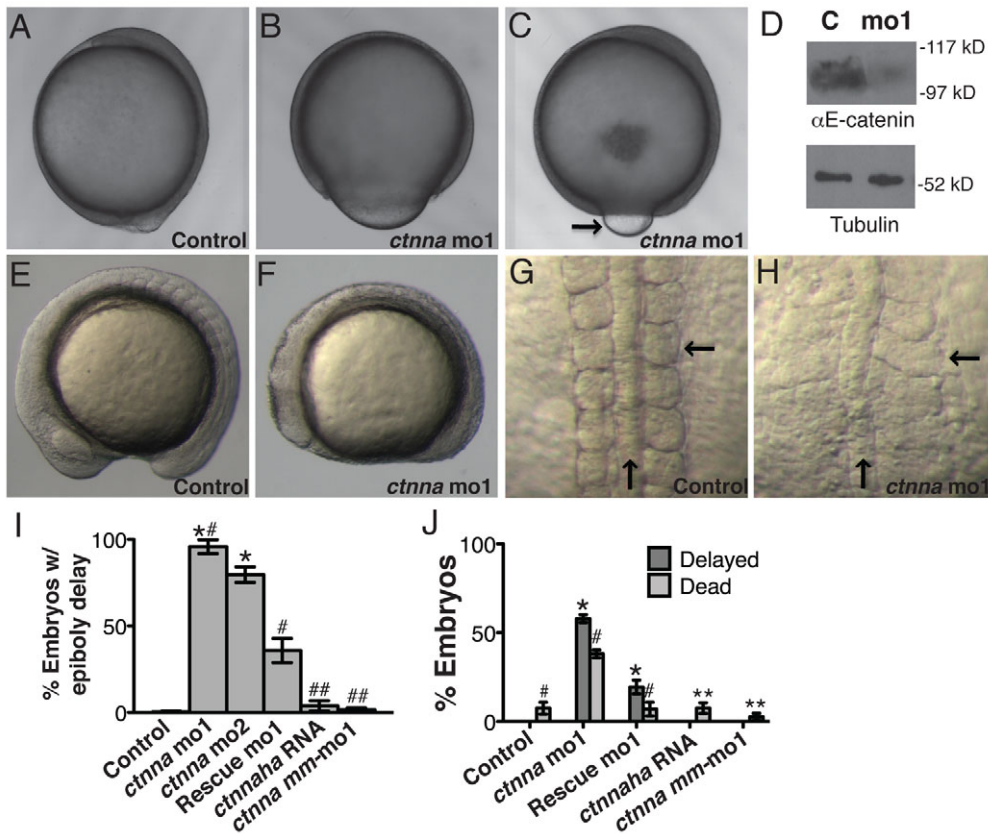 A
Control
B
ctnna mo1
C
ctnna mo1
D
C mo1
-117 kD
-97 kD
αE-catenin
-52 kD
Tubulin
E
Control
F
ctnna mo1
G
Control
H
ctnna mo1
I
% Embryos w/
epiboly delay
100
50
0
*#
*
#
##
##
Control
ctnna mo1
ctnna mo2
Rescue mo1
ctnnaha RNA
ctnna mm-mo1
J
% Embryos
100
50
0
Delayed
Dead
#
*
#
*
#
**
**
Control
ctnna mo1
Rescue mo1
ctnnaha RNA
ctnna mm-mo1